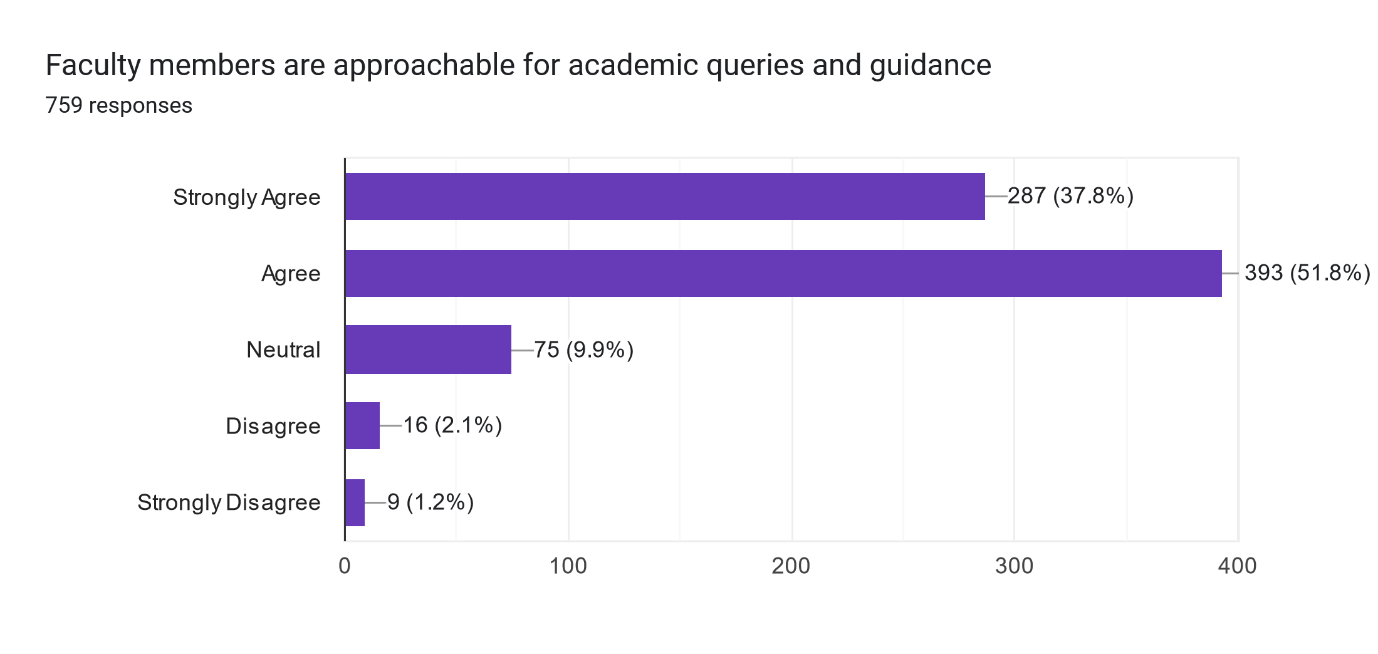 Faculty members are approachable for academic queries and guidance
759 responses
Strongly Agree 287 (37.8%)
Agree 393 (51.8%)
Neutral 75 (9.9%)
Disagree 16 (2.1%)
Strongly Disagree 9 (1.2%)
0 100 200 300 400